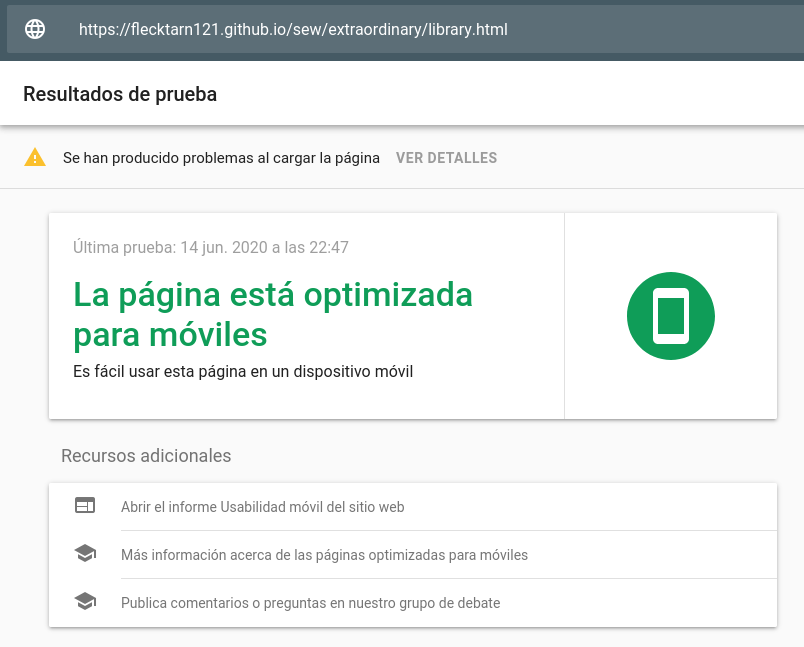 https://flecktarn121.github.io/sew/extraordinary/library.html
Resultados de prueba
Se han producido problemas al cargar la página VER DETALLES
Última prueba: 14 jun. 2020 a las 22:47
La página está optimizada
para móviles
Es fácil usar esta página en un dispositivo móvil
Recursos adicionales
Abrir el informe Usabilidad móvil del sitio web
Más información acerca de las páginas optimizadas para móviles
Publica comentarios o preguntas en nuestro grupo de debate